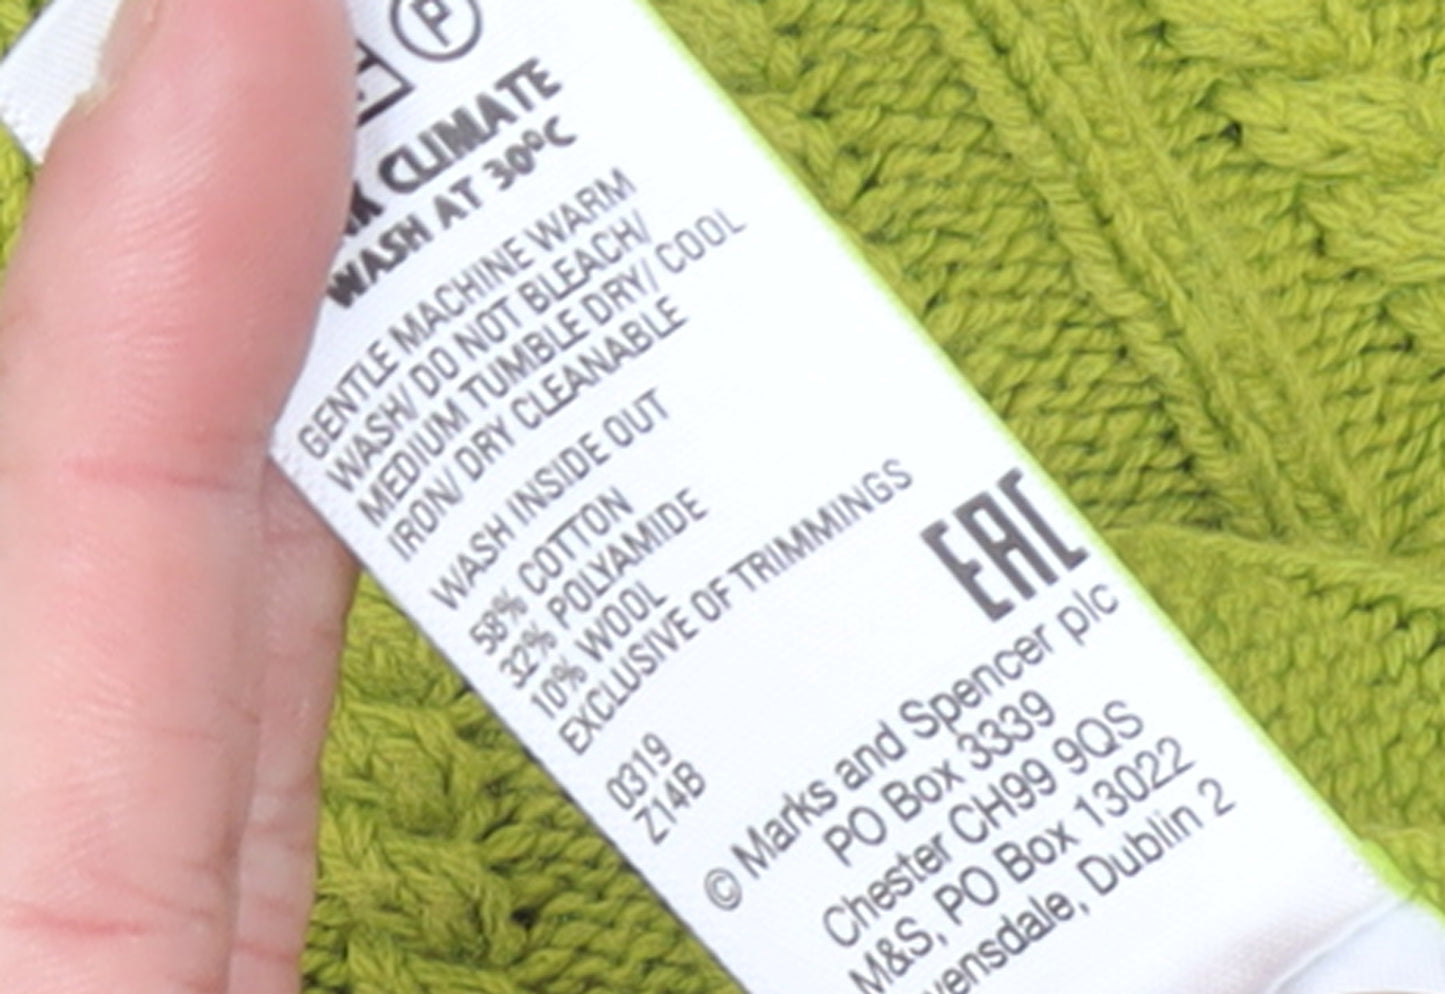 P
CLIMATE
WASH AT 30°C
GENTLE MACHINE WARM
WASH/ DO NOT BLEACH/
MEDIUM TUMBLE DRY/ COOL
IRON/ DRY CLEANABLE
WASH INSIDE OUT
58% COTTON
32% POLYAMIDE
10% WOOL
EXCLUSIVE OF TRIMMINGS
EAC
0319
Z14B
© Marks and Spencer plc
PO Box 3339
Chester CH99 9QS
M&S, PO Box 13022
Dublin 2